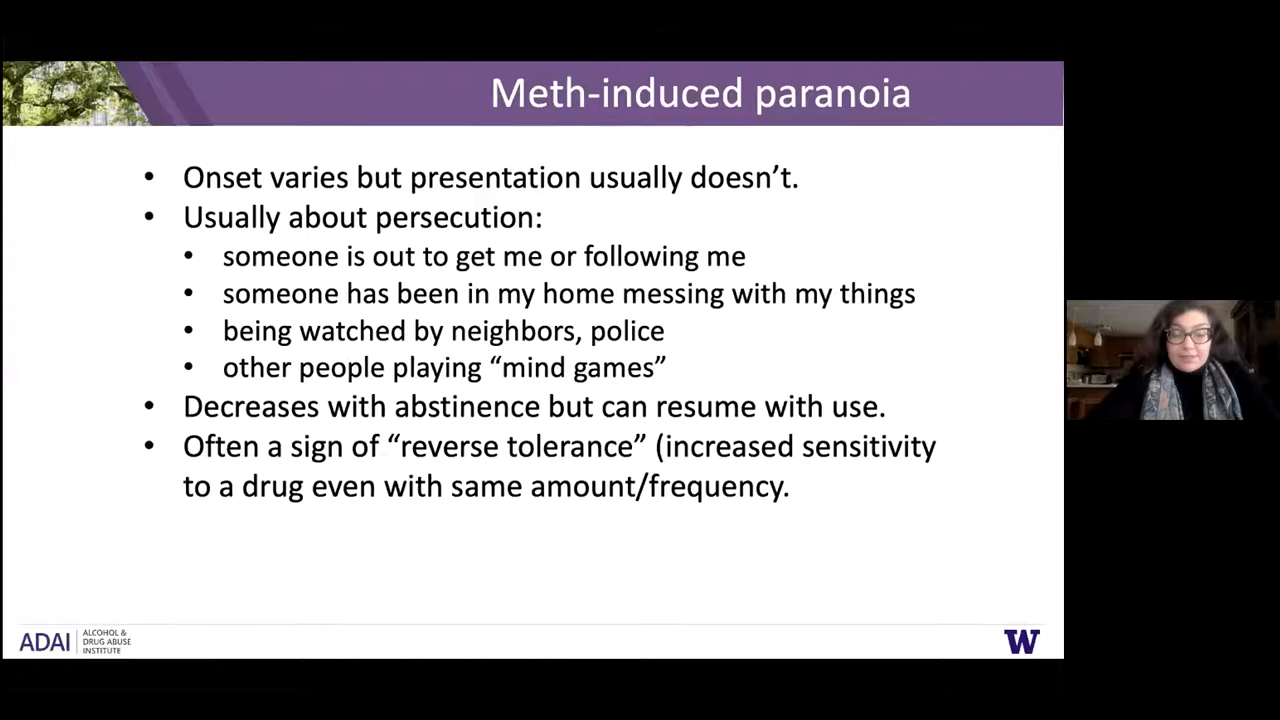 Meth-induced paranoia
• Onset varies but presentation usually doesn’t.
• Usually about persecution:
• someone is out to get me or following me
• someone has been in my home messing with my things
• being watched by neighbors, police
• other people playing “mind games”
• Decreases with abstinence but can resume with use.
• Often a sign of “reverse tolerance” (increased sensitivity
to a drug even with same amount/frequency.
ADAI
ALCOHOL &
DRUG ABUSE
INSTITUTE
W